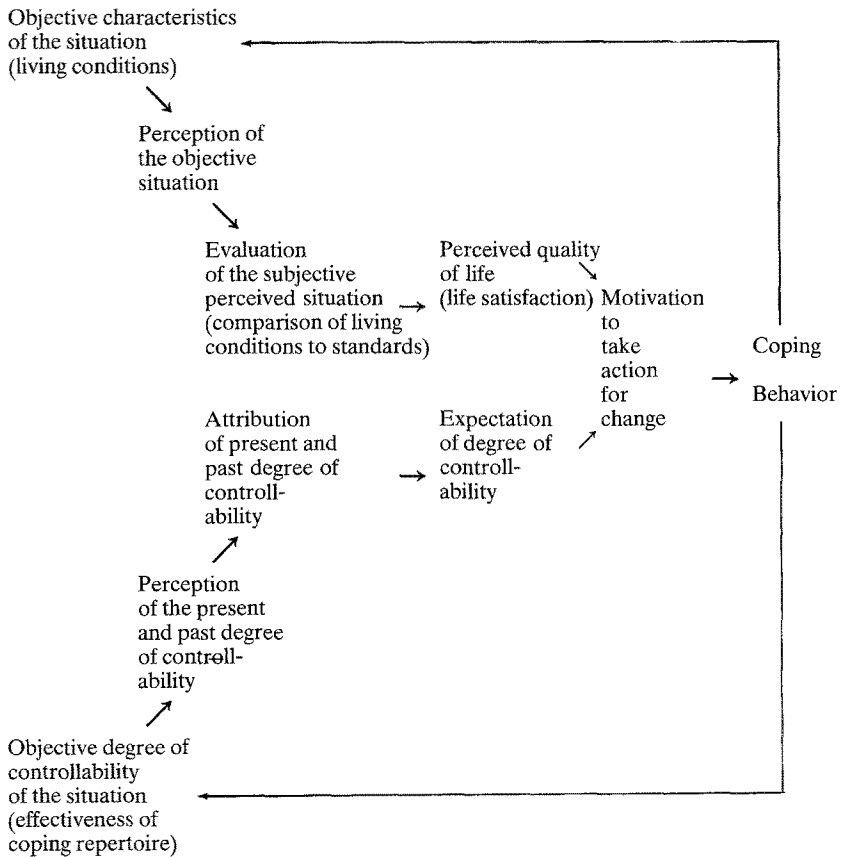 Objective characteristics
of the situation
(living conditions)
Perception of
the objective
situation
Evaluation
of the subjective
perceived situation
(comparison of living
conditions to standards)
Perceived quality
of life
(life satisfaction)
Motivation
to
take
action
for
change
Coping
Behavior
Attribution
of present and
past degree of
controll-
ability
Expectation
of degree of
controll-
ability
Perception
of the present
and past degree
of controll-
ability
Objective degree of
controllability
of the situation
(effectiveness of
coping repertoire)